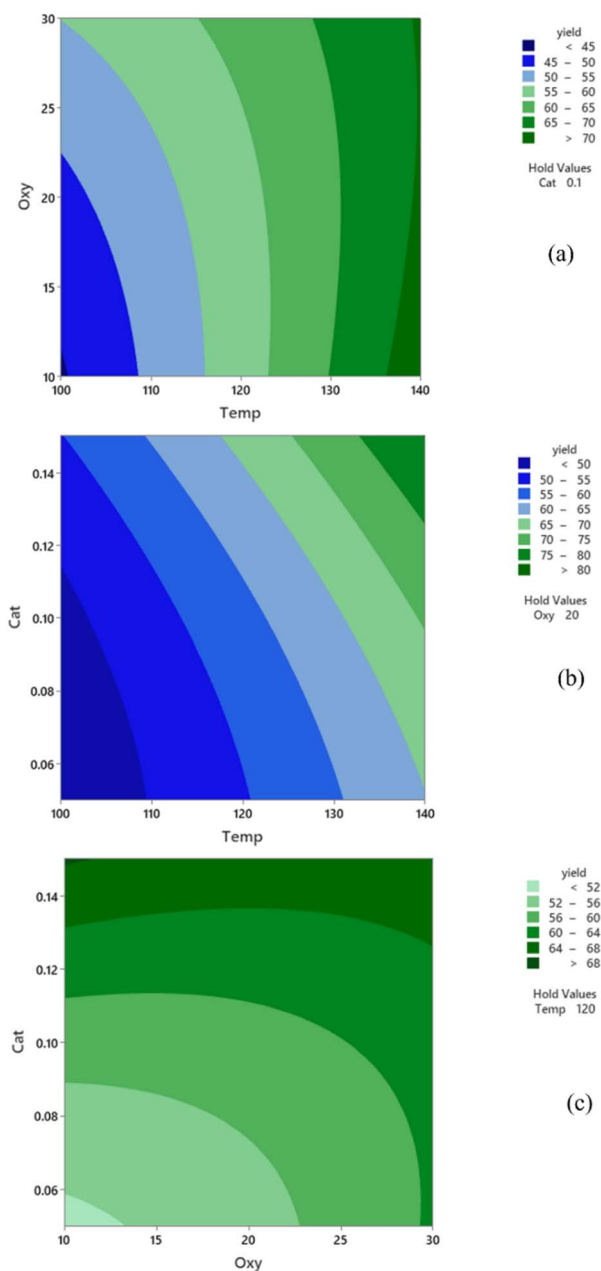 yield
< 45
45 – 50
50 – 55
55 – 60
60 – 65
65 – 70
> 70
Hold Values
Cat 0.1
(a)
30
25
20
15
10
Oxy
100 110 120 130 140
Temp
yield
< 50
50 – 55
55 – 60
60 – 65
65 – 70
70 – 75
75 – 80
> 80
Hold Values
Oxy 20
(b)
0.14
0.12
0.10
0.08
0.06
Cat
100 110 120 130 140
Temp
yield
< 52
52 – 56
56 – 60
60 – 64
64 – 68
> 68
Hold Values
Temp 120
(c)
0.14
0.12
0.10
0.08
0.06
Cat
10 15 20 25 30
Oxy